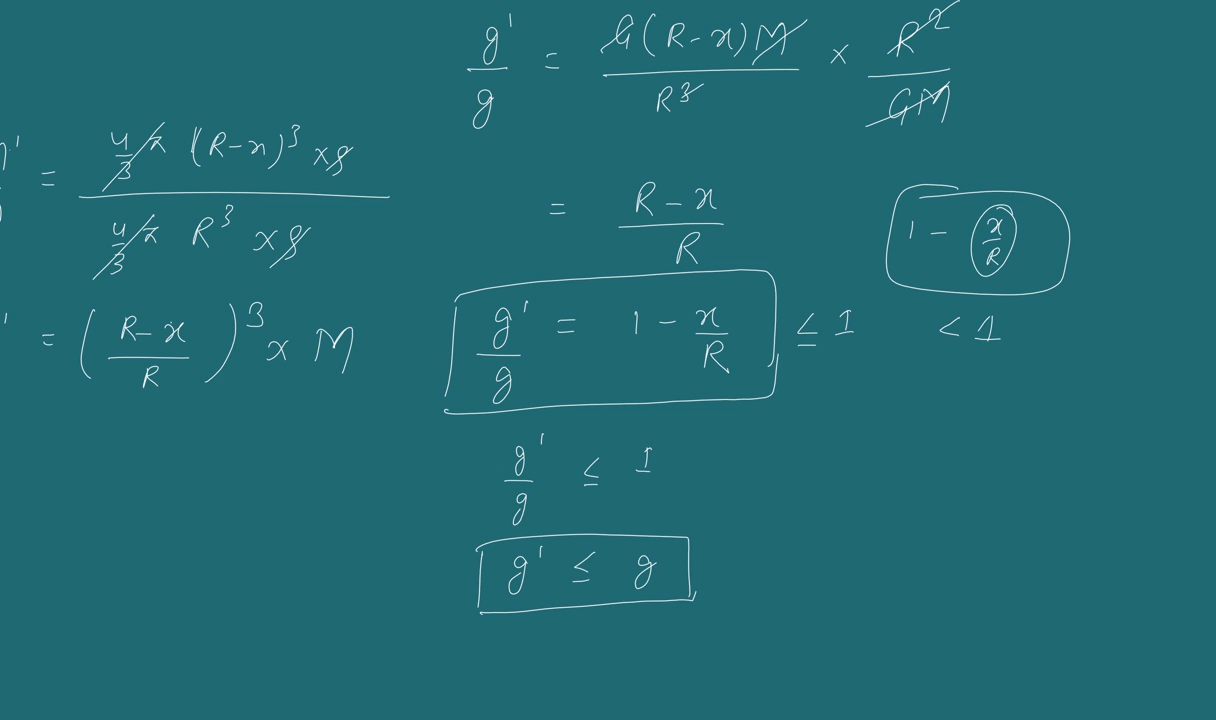 g'/g = G(R-x)M/R³ × R²/GM
= 4/3 π (R-x)³ × ρ / 4/3 π R³ × ρ
= R-x/R
1 - x/R
' = (R-x/R)³ × M
g'/g = 1 - x/R ≤ 1
< 1
g'/g ≤ 1
g' ≤ g